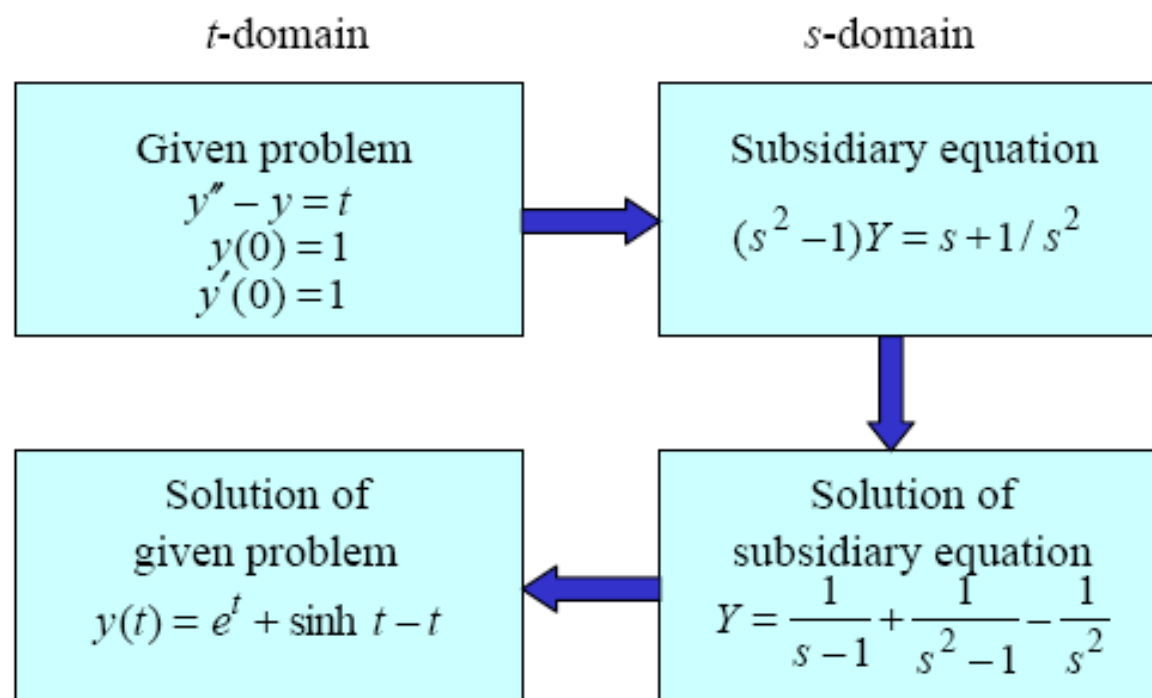 t-domain
s-domain
Given problem
y″ − y = t
y(0) = 1
y′(0) = 1
Subsidiary equation
(s² −1)Y = s+1/ s²
Solution of
given problem
y(t) = eᵗ + sinh t − t
Solution of
subsidiary equation
Y = 1/(s −1) + 1/(s² −1) − 1/s²